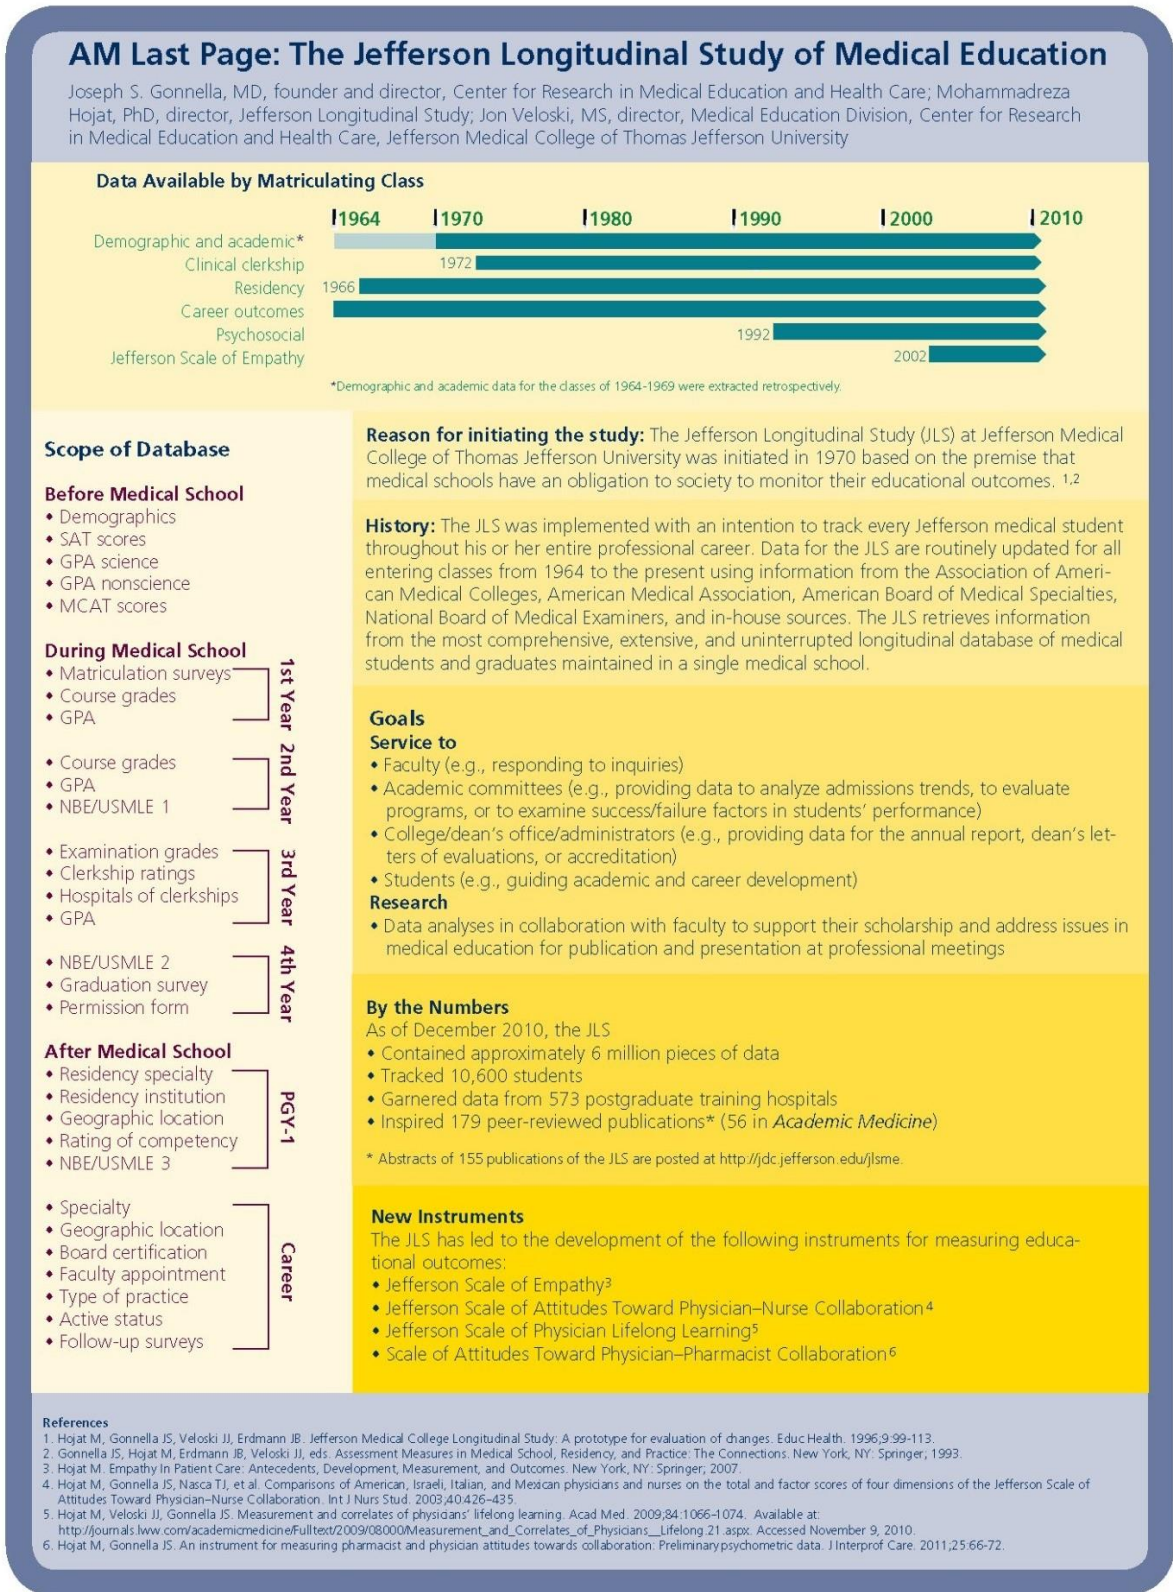 AM Last Page: The Jefferson Longitudinal Study of Medical Education
Joseph S. Gonnella, MD, founder and director, Center for Research in Medical Education and Health Care; Mohammadreza
Hojat, PhD, director, Jefferson Longitudinal Study; Jon Veloski, MS, director, Medical Education Division, Center for Research
in Medical Education and Health Care, Jefferson Medical College of Thomas Jefferson University
Data Available by Matriculating Class
1964 1970 1980 1990 2000 2010
Demographic and academic*
Clinical clerkship 1972
Residency 1966
Career outcomes
Psychosocial 1992
Jefferson Scale of Empathy 2002
*Demographic and academic data for the classes of 1964-1969 were extracted retrospectively.
Scope of Database
Before Medical School
• Demographics
• SAT scores
• GPA science
• GPA nonscience
• MCAT scores
During Medical School
• Matriculation surveys
• Course grades
• GPA
1st Year
• Course grades
• GPA
• NBE/USMLE 1
2nd Year
• Examination grades
• Clerkship ratings
• Hospitals of clerkships
• GPA
3rd Year
• NBE/USMLE 2
• Graduation survey
• Permission form
4th Year
After Medical School
• Residency specialty
• Residency institution
• Geographic location
• Rating of competency
• NBE/USMLE 3
PGY-1
• Specialty
• Geographic location
• Board certification
• Faculty appointment
• Type of practice
• Active status
• Follow-up surveys
Career
Reason for initiating the study: The Jefferson Longitudinal Study (JLS) at Jefferson Medical
College of Thomas Jefferson University was initiated in 1970 based on the premise that
medical schools have an obligation to society to monitor their educational outcomes. 1,2
History: The JLS was implemented with an intention to track every Jefferson medical student
throughout his or her entire professional career. Data for the JLS are routinely updated for all
entering classes from 1964 to the present using information from the Association of Ameri-
can Medical Colleges, American Medical Association, American Board of Medical Specialties,
National Board of Medical Examiners, and in-house sources. The JLS retrieves information
from the most comprehensive, extensive, and uninterrupted longitudinal database of medical
students and graduates maintained in a single medical school.
Goals
Service to
• Faculty (e.g., responding to inquiries)
• Academic committees (e.g., providing data to analyze admissions trends, to evaluate
programs, or to examine success/failure factors in students' performance)
• College/dean's office/administrators (e.g., providing data for the annual report, dean's let-
ters of evaluations, or accreditation)
• Students (e.g., guiding academic and career development)
Research
• Data analyses in collaboration with faculty to support their scholarship and address issues in
medical education for publication and presentation at professional meetings
By the Numbers
As of December 2010, the JLS
• Contained approximately 6 million pieces of data
• Tracked 10,600 students
• Garnered data from 573 postgraduate training hospitals
• Inspired 179 peer-reviewed publications* (56 in Academic Medicine)
* Abstracts of 155 publications of the JLS are posted at http://jdc.jefferson.edu/jlsme.
New Instruments
The JLS has led to the development of the following instruments for measuring educa-
tional outcomes:
• Jefferson Scale of Empathy3
• Jefferson Scale of Attitudes Toward Physician–Nurse Collaboration4
• Jefferson Scale of Physician Lifelong Learning5
• Scale of Attitudes Toward Physician–Pharmacist Collaboration6
References
1. Hojat M, Gonnella JS, Veloski JJ, Erdmann JB. Jefferson Medical College Longitudinal Study: A prototype for evaluation of changes. Educ Health. 1996;9:99-113.
2. Gonnella JS, Hojat M, Erdmann JB, Veloski JJ, eds. Assessment Measures in Medical School, Residency, and Practice: The Connections. New York, NY: Springer; 1993.
3. Hojat M. Empathy In Patient Care: Antecedents, Development, Measurement, and Outcomes. New York, NY: Springer; 2007.
4. Hojat M, Gonnella JS, Nasca TJ, et al. Comparisons of American, Israeli, Italian, and Mexican physicians and nurses on the total and factor scores of four dimensions of the Jefferson Scale of
Attitudes Toward Physician–Nurse Collaboration. Int J Nurs Stud. 2003;40:426–435.
5. Hojat M, Veloski JJ, Gonnella JS. Measurement and correlates of physicians' lifelong learning. Acad Med. 2009;84:1066–1074. Available at:
http://journals.lww.com/academicmedicine/Fulltext/2009/08000/Measurement_and_Correlates_of_Physicians__Lifelong.21.aspx. Accessed November 9, 2010.
6. Hojat M, Gonnella JS. An instrument for measuring pharmacist and physician attitudes towards collaboration: Preliminary psychometric data. J Interprof Care. 2011;25:66-72.